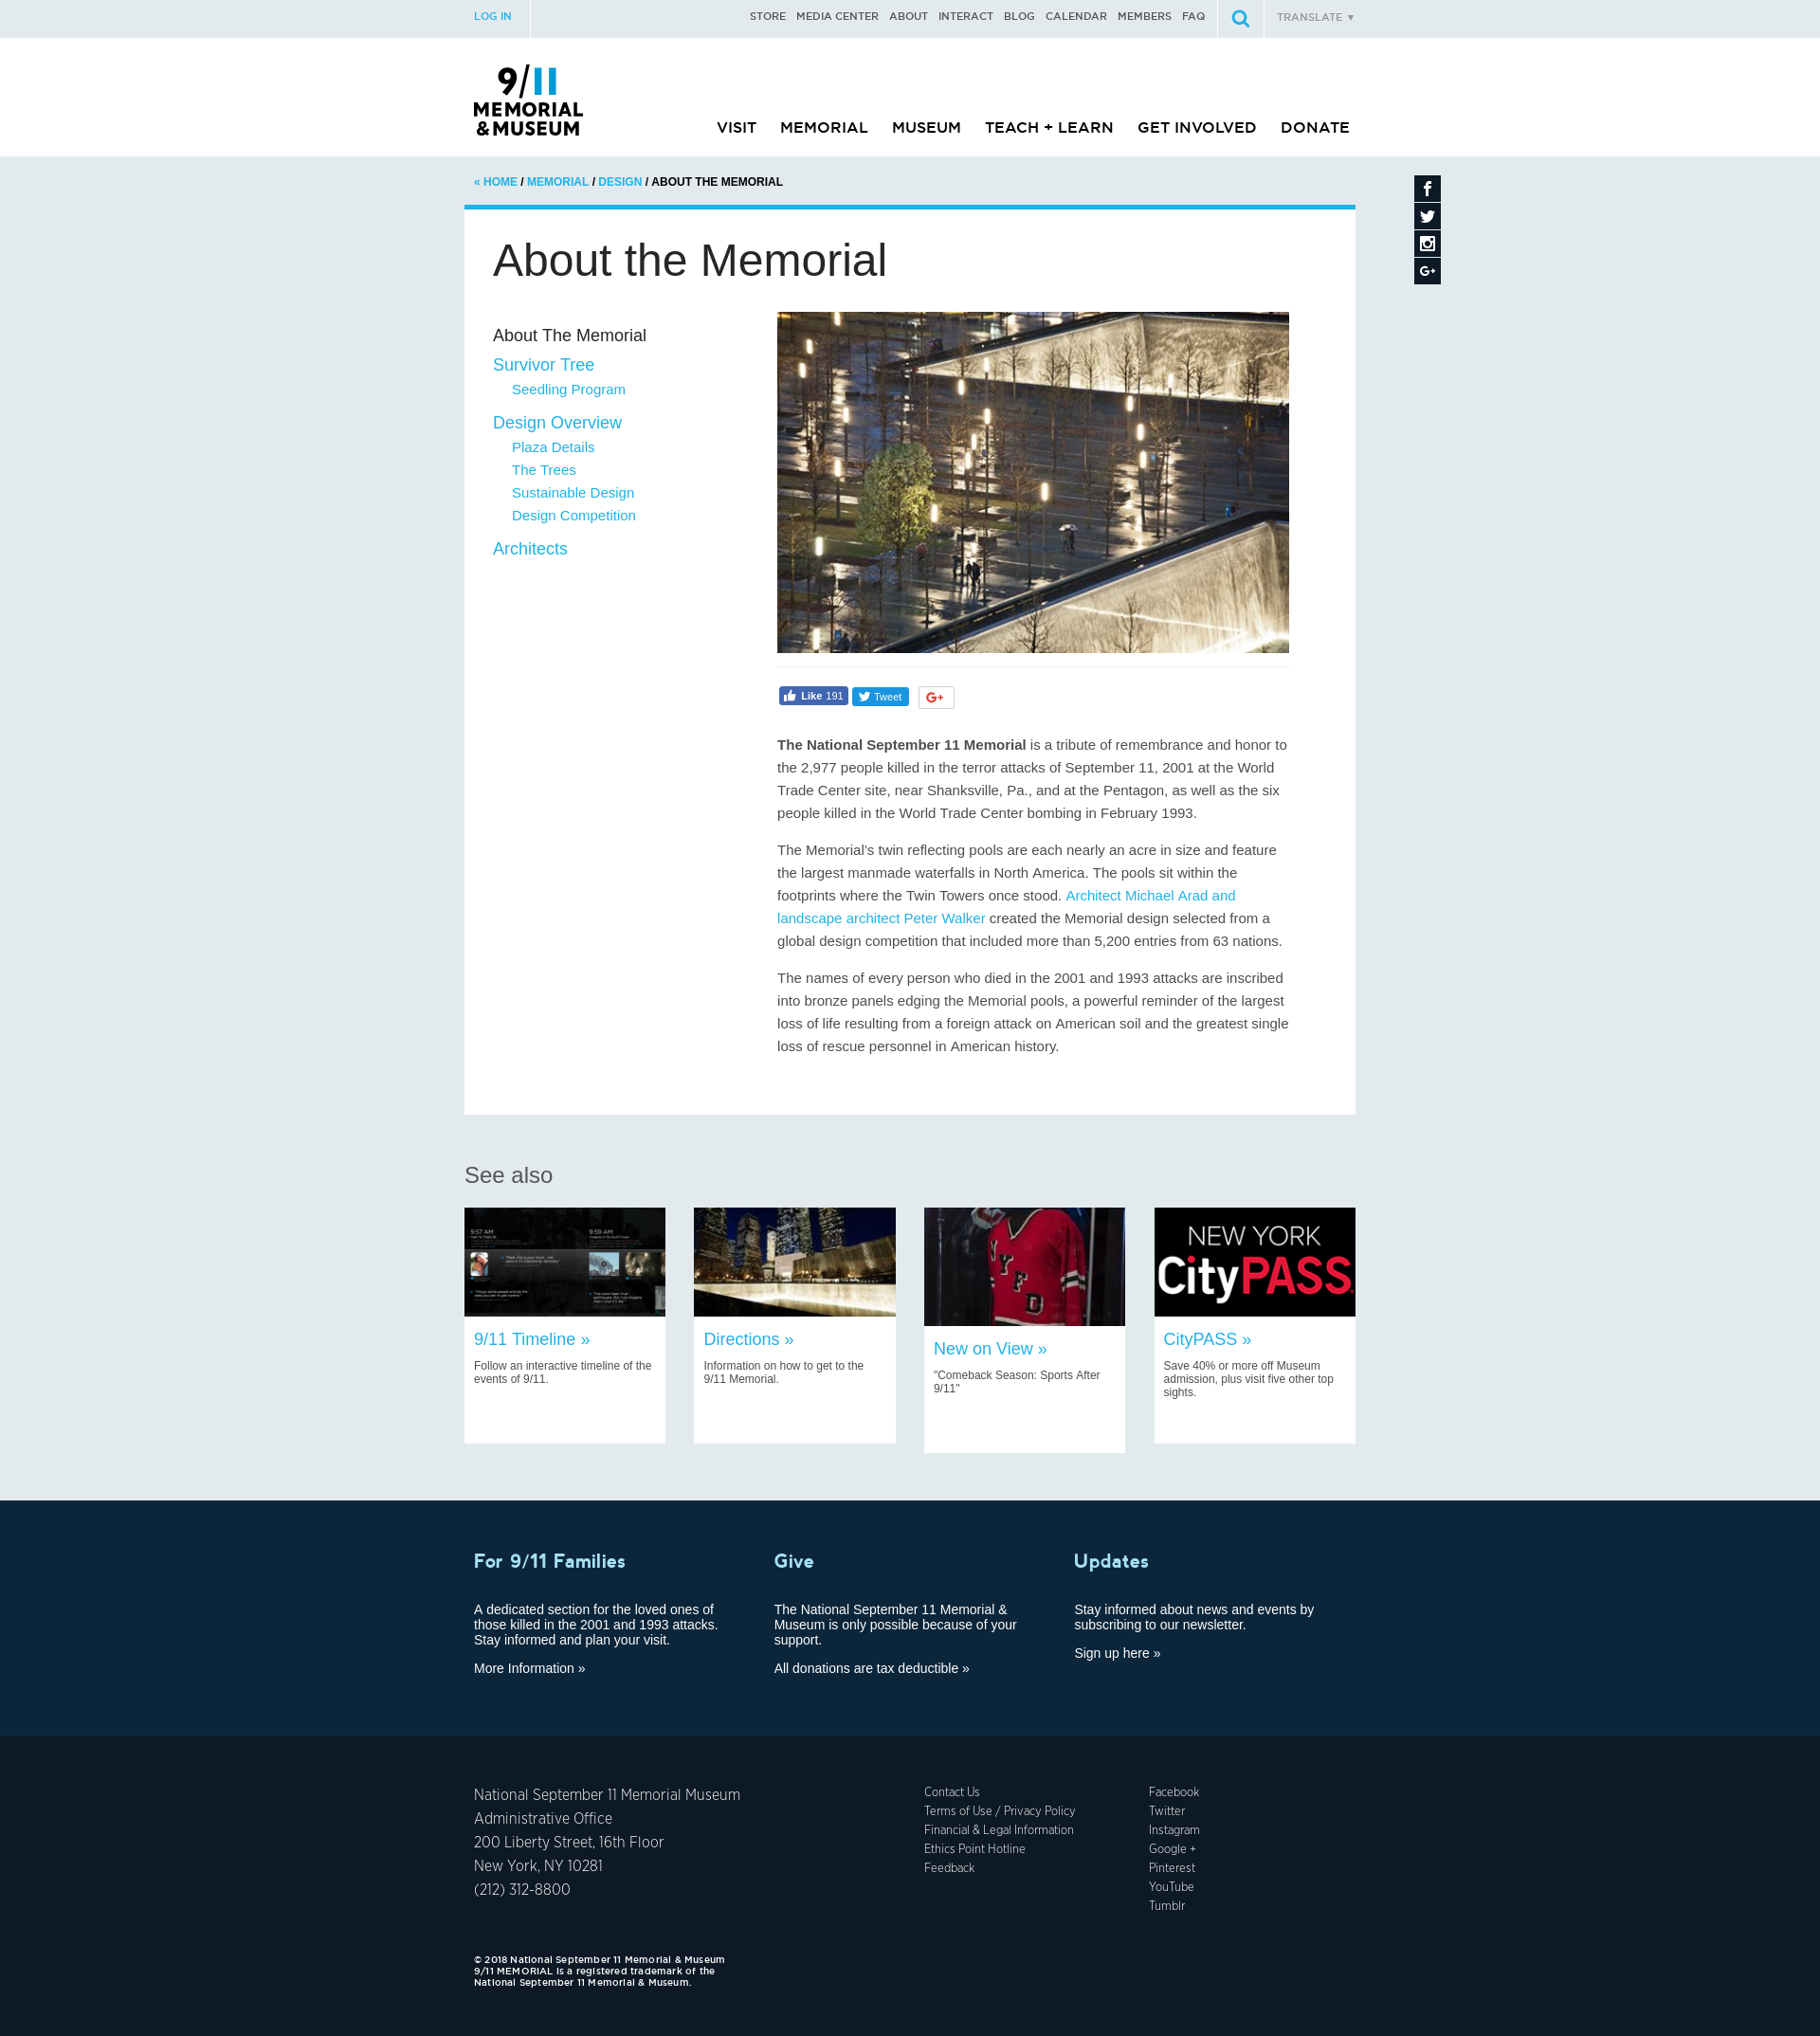 LOG IN
STORE MEDIA CENTER ABOUT INTERACT BLOG CALENDAR MEMBERS FAQ
TRANSLATE ▼
9/11
MEMORIAL
&MUSEUM
VISIT MEMORIAL MUSEUM TEACH + LEARN GET INVOLVED DONATE
« HOME / MEMORIAL / DESIGN / ABOUT THE MEMORIAL
About the Memorial
About The Memorial
Survivor Tree
Seedling Program
Design Overview
Plaza Details
The Trees
Sustainable Design
Design Competition
Architects
Like 191
Tweet
G+
The National September 11 Memorial is a tribute of remembrance and honor to
the 2,977 people killed in the terror attacks of September 11, 2001 at the World
Trade Center site, near Shanksville, Pa., and at the Pentagon, as well as the six
people killed in the World Trade Center bombing in February 1993.
The Memorial's twin reflecting pools are each nearly an acre in size and feature
the largest manmade waterfalls in North America. The pools sit within the
footprints where the Twin Towers once stood. Architect Michael Arad and
landscape architect Peter Walker created the Memorial design selected from a
global design competition that included more than 5,200 entries from 63 nations.
The names of every person who died in the 2001 and 1993 attacks are inscribed
into bronze panels edging the Memorial pools, a powerful reminder of the largest
loss of life resulting from a foreign attack on American soil and the greatest single
loss of rescue personnel in American history.
See also
9:57 AM
9:59 AM
9/11 Timeline »
Follow an interactive timeline of the
events of 9/11.
Directions »
Information on how to get to the
9/11 Memorial.
NYFD
New on View »
"Comeback Season: Sports After
9/11"
NEW YORK
CityPASS
CityPASS »
Save 40% or more off Museum
admission, plus visit five other top
sights.
For 9/11 Families
A dedicated section for the loved ones of
those killed in the 2001 and 1993 attacks.
Stay informed and plan your visit.
More Information »
Give
The National September 11 Memorial &
Museum is only possible because of your
support.
All donations are tax deductible »
Updates
Stay informed about news and events by
subscribing to our newsletter.
Sign up here »
National September 11 Memorial Museum
Administrative Office
200 Liberty Street, 16th Floor
New York, NY 10281
(212) 312-8800
Contact Us
Terms of Use / Privacy Policy
Financial & Legal Information
Ethics Point Hotline
Feedback
Facebook
Twitter
Instagram
Google +
Pinterest
YouTube
Tumblr
© 2018 National September 11 Memorial & Museum
9/11 MEMORIAL is a registered trademark of the
National September 11 Memorial & Museum.